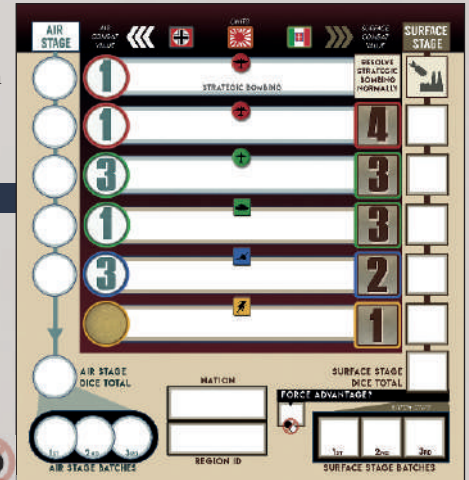 AIR STAGE
AIR COMBAT VALUE
UNITS
SURFACE COMBAT VALUE
SURFACE STAGE
1
STRATEGIC BOMBING
RESOLVE STRATEGIC BOMBING NORMALLY
1
4
3
3
1
3
3
2
1
AIR STAGE DICE TOTAL
NATION
SURFACE STAGE DICE TOTAL
FORCE ADVANTAGE?
REGION ID
1ST 2ND 3RD
1ST 2ND 3RD
AIR STAGE BATCHES
SURFACE STAGE BATCHES